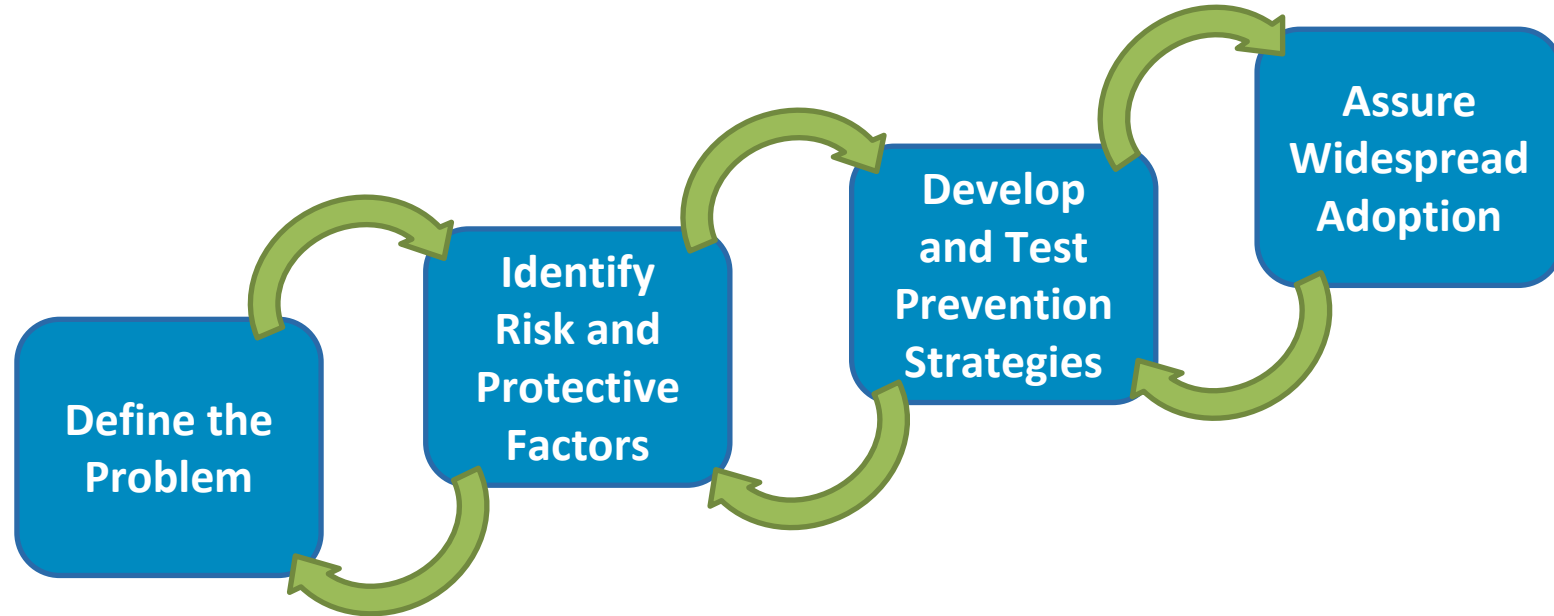 Define the
Problem
Identify
Risk and
Protective
Factors
Develop
and Test
Prevention
Strategies
Assure
Widespread
Adoption